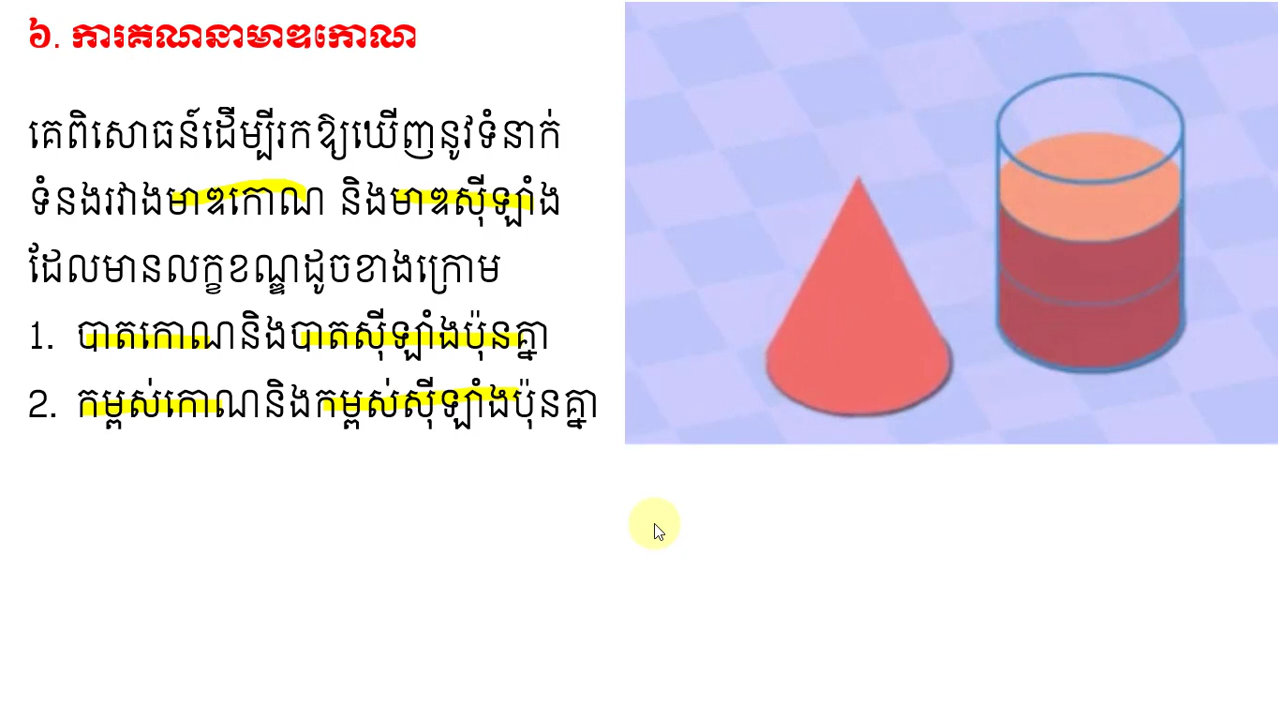 ៦. ការគណនាមាឌកោណ
គេពិសោធន៍ដើម្បីរកឱ្យឃើញនូវទំនាក់
ទំនងរវាងមាឌកោណ និងមាឌស៊ីឡាំង
ដែលមានលក្ខខណ្ឌដូចខាងក្រោម
1. បាតកោណនិងបាតស៊ីឡាំងប៉ុនគ្នា
2. កម្ពស់កោណនិងកម្ពស់ស៊ីឡាំងប៉ុនគ្នា